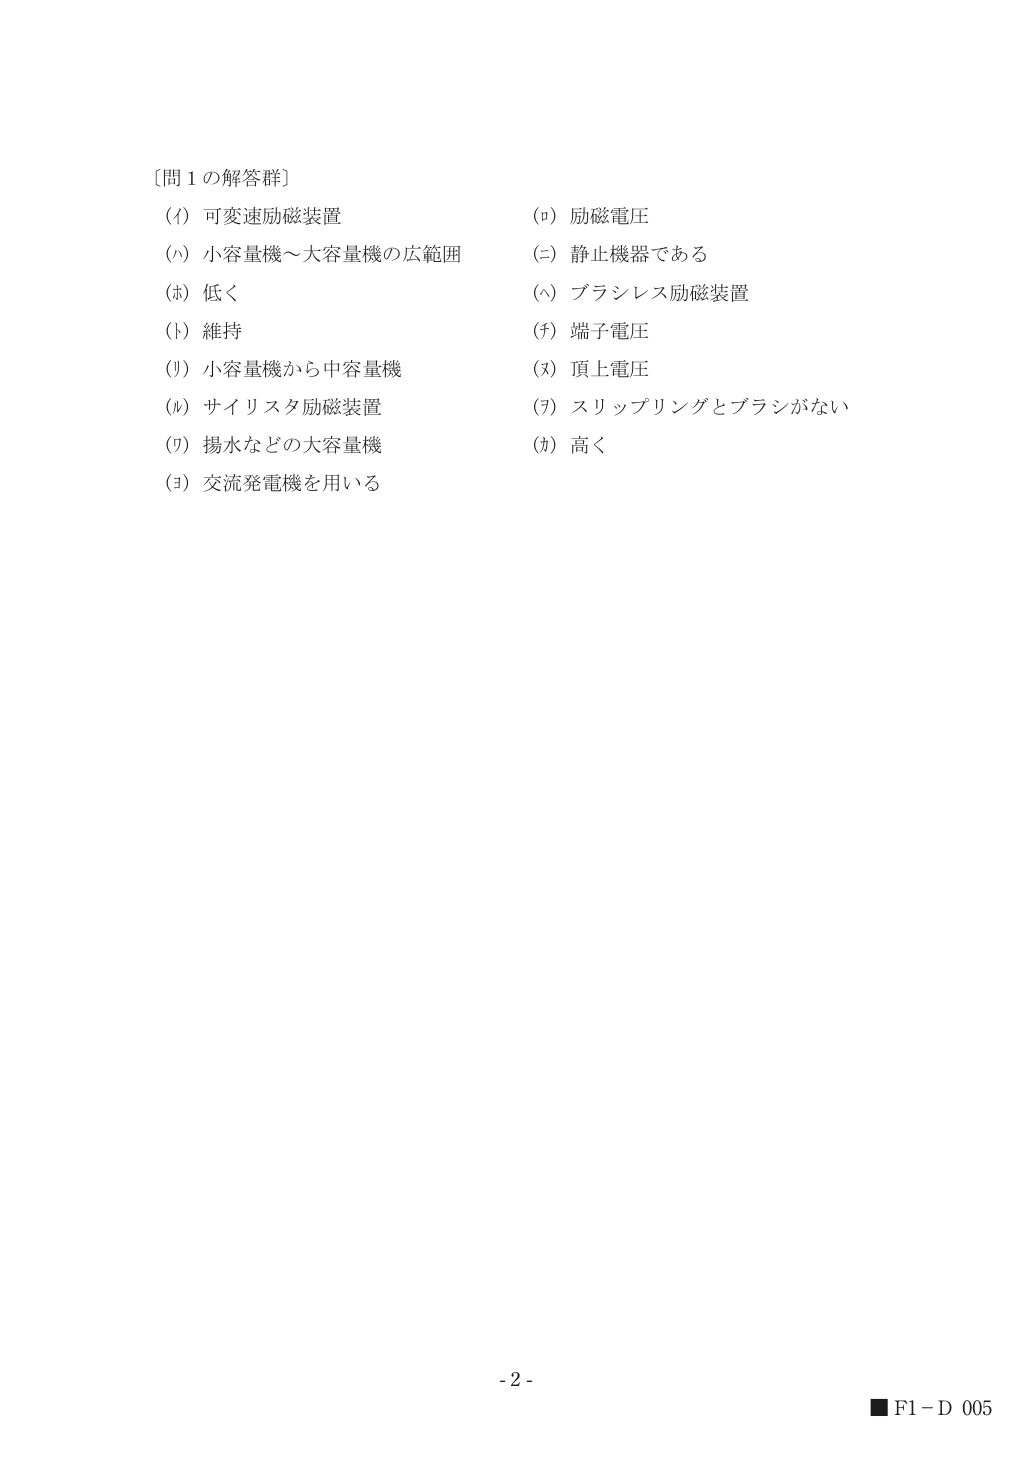 〔問１の解答群〕
(ｲ) 可変速励磁装置 (ﾛ) 励磁電圧
(ﾊ) 小容量機～大容量機の広範囲 (ﾆ) 静止機器である
(ﾎ) 低く (ﾍ) ブラシレス励磁装置
(ﾄ) 維持 (ﾁ) 端子電圧
(ﾘ) 小容量機から中容量機 (ﾇ) 頂上電圧
(ﾙ) サイリスタ励磁装置 (ｦ) スリップリングとブラシがない
(ﾜ) 揚水などの大容量機 (ｶ) 高く
(ﾖ) 交流発電機を用いる
- 2 -
■ F1－D 005